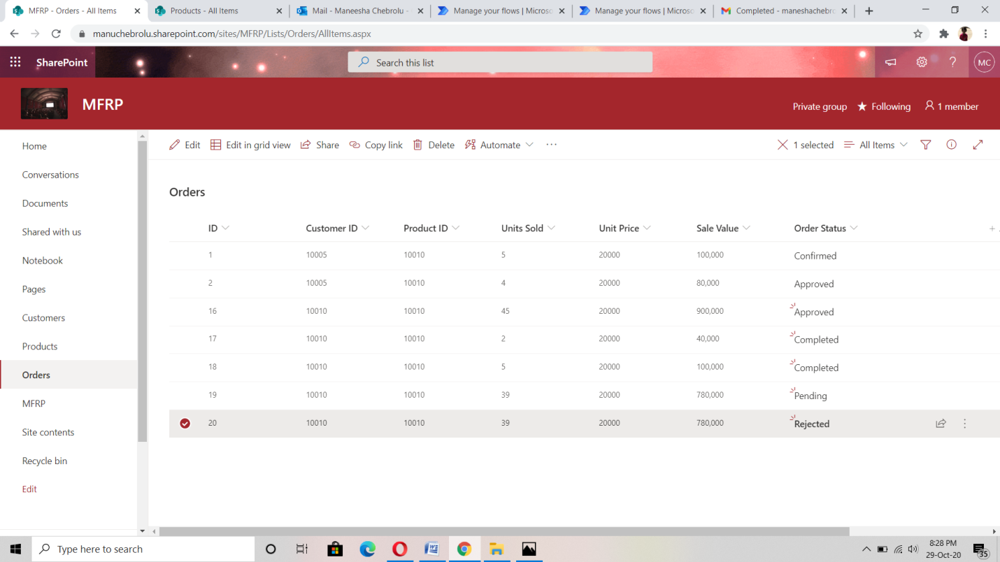 MFRP - Orders - All Items
Products - All Items
Mail - Maneesha Chebrolu -
Manage your flows | Microso
Manage your flows | Microso
Completed - maneshachebro
manuchebrolu.sharepoint.com/sites/MFRP/Lists/Orders/AllItems.aspx
SharePoint
Search this list
MC
MFRP
Private group
Following
1 member
Home
Conversations
Documents
Shared with us
Notebook
Pages
Customers
Products
Orders
MFRP
Site contents
Recycle bin
Edit
Edit
Edit in grid view
Share
Copy link
Delete
Automate
1 selected
All Items
Orders
ID Customer ID Product ID Units Sold Unit Price Sale Value Order Status
1 10005 10010 5 20000 100,000 Confirmed
2 10005 10010 4 20000 80,000 Approved
16 10010 10010 45 20000 900,000 Approved
17 10010 10010 2 20000 40,000 Completed
18 10010 10010 5 20000 100,000 Completed
19 10010 10010 39 20000 780,000 Pending
20 10010 10010 39 20000 780,000 Rejected
Type here to search
8:28 PM
29-Oct-20
35